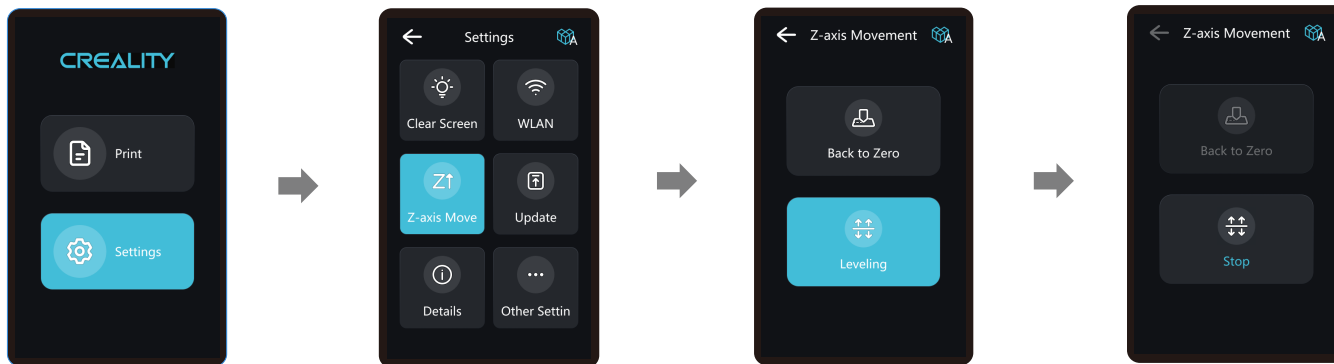 CREALITY
Print
Settings
Settings
Clear Screen
WLAN
Z-axis Move
Update
Details
Other Settin
Z-axis Movement
Back to Zero
Leveling
Z-axis Movement
Back to Zero
Stop